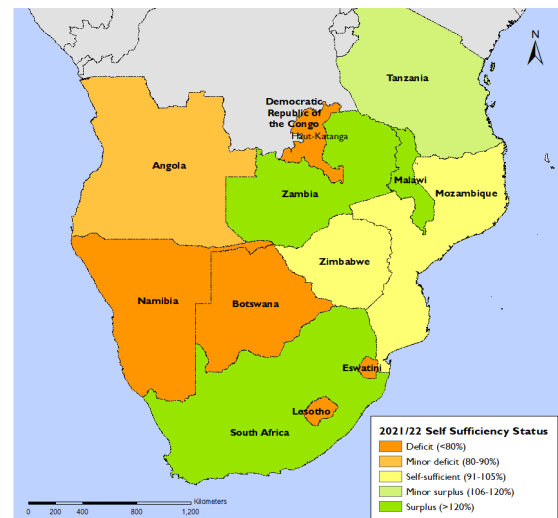 N
Tanzania
Democratic
Republic of
the Congo
Haut-Katanga
Angola
Zambia
Malawi
Mozambique
Zimbabwe
Namibia
Botswana
Eswatini
Lesotho
South Africa
2021/22 Self Sufficiency Status
Deficit (<80%)
Minor deficit (80-90%)
Self-sufficient (91-105%)
Minor surplus (106-120%)
Surplus (>120%)
Kilometers
0 200 400 800 1,200